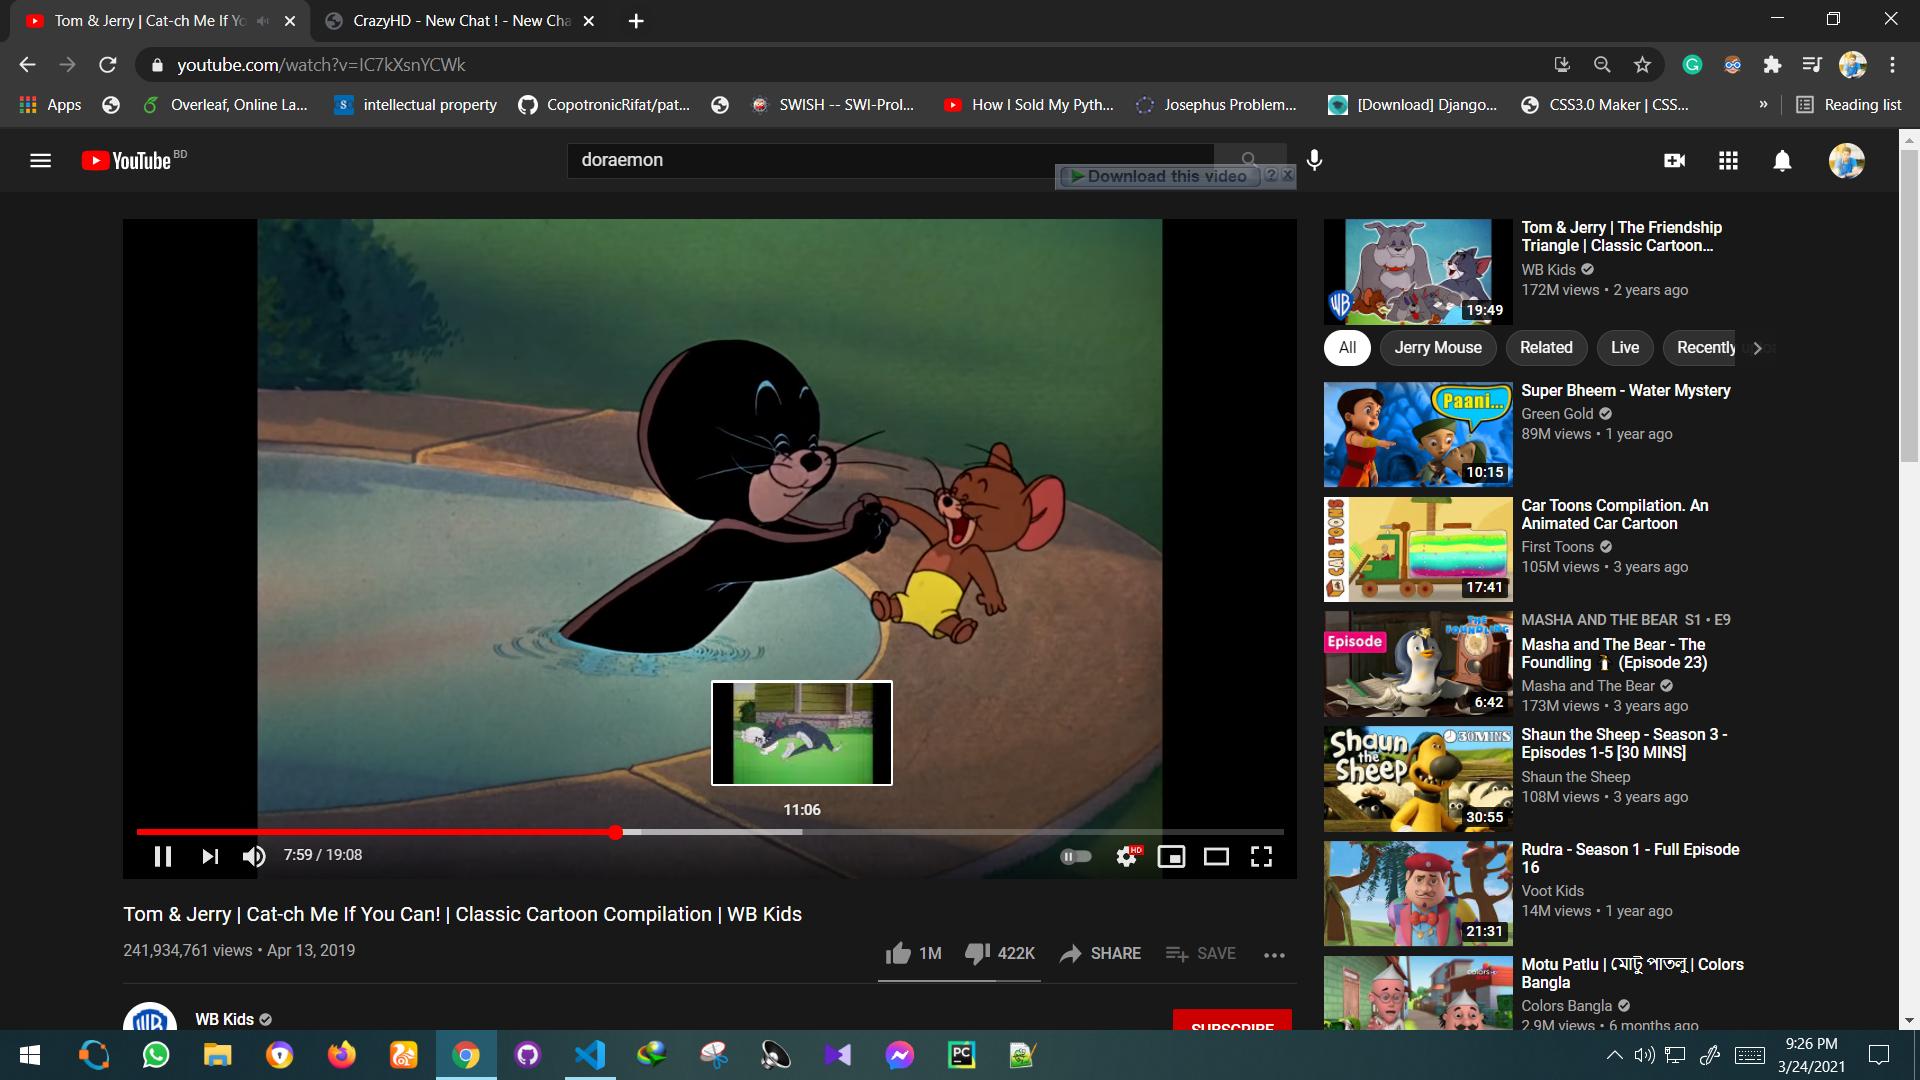 Tom & Jerry | Cat-ch Me If Yo
CrazyHD - New Chat ! - New Cha
youtube.com/watch?v=IC7kXsnYCWk
Apps
Overleaf, Online La...
intellectual property
CopotronicRifat/pat...
SWISH -- SWI-Prol...
How I Sold My Pyth...
Josephus Problem...
[Download] Django...
CSS3.0 Maker | CSS...
»
Reading list
YouTube BD
doraemon
Download this video ? X
Tom & Jerry | The Friendship
Triangle | Classic Cartoon...
WB Kids
172M views • 2 years ago
19:49
All
Jerry Mouse
Related
Live
Recently
Super Bheem - Water Mystery
Green Gold
89M views • 1 year ago
Paani...
10:15
Car Toons Compilation. An
Animated Car Cartoon
First Toons
105M views • 3 years ago
CAR TOONS
17:41
MASHA AND THE BEAR S1 • E9
Masha and The Bear - The
Foundling (Episode 23)
Masha and The Bear
173M views • 3 years ago
Episode
THE FOUNDLING
6:42
Shaun the Sheep - Season 3 -
Episodes 1-5 [30 MINS]
Shaun the Sheep
108M views • 3 years ago
Shaun the Sheep
30MINS
30:55
Rudra - Season 1 - Full Episode
16
Voot Kids
14M views • 1 year ago
21:31
Motu Patlu | মোটু পাতলু | Colors
Bangla
Colors Bangla
2.9M views • 6 months ago
11:06
7:59 / 19:08
HD
Tom & Jerry | Cat-ch Me If You Can! | Classic Cartoon Compilation | WB Kids
241,934,761 views • Apr 13, 2019
1M
422K
SHARE
SAVE
WB Kids
SUBSCRIBE
PC
9:26 PM
3/24/2021